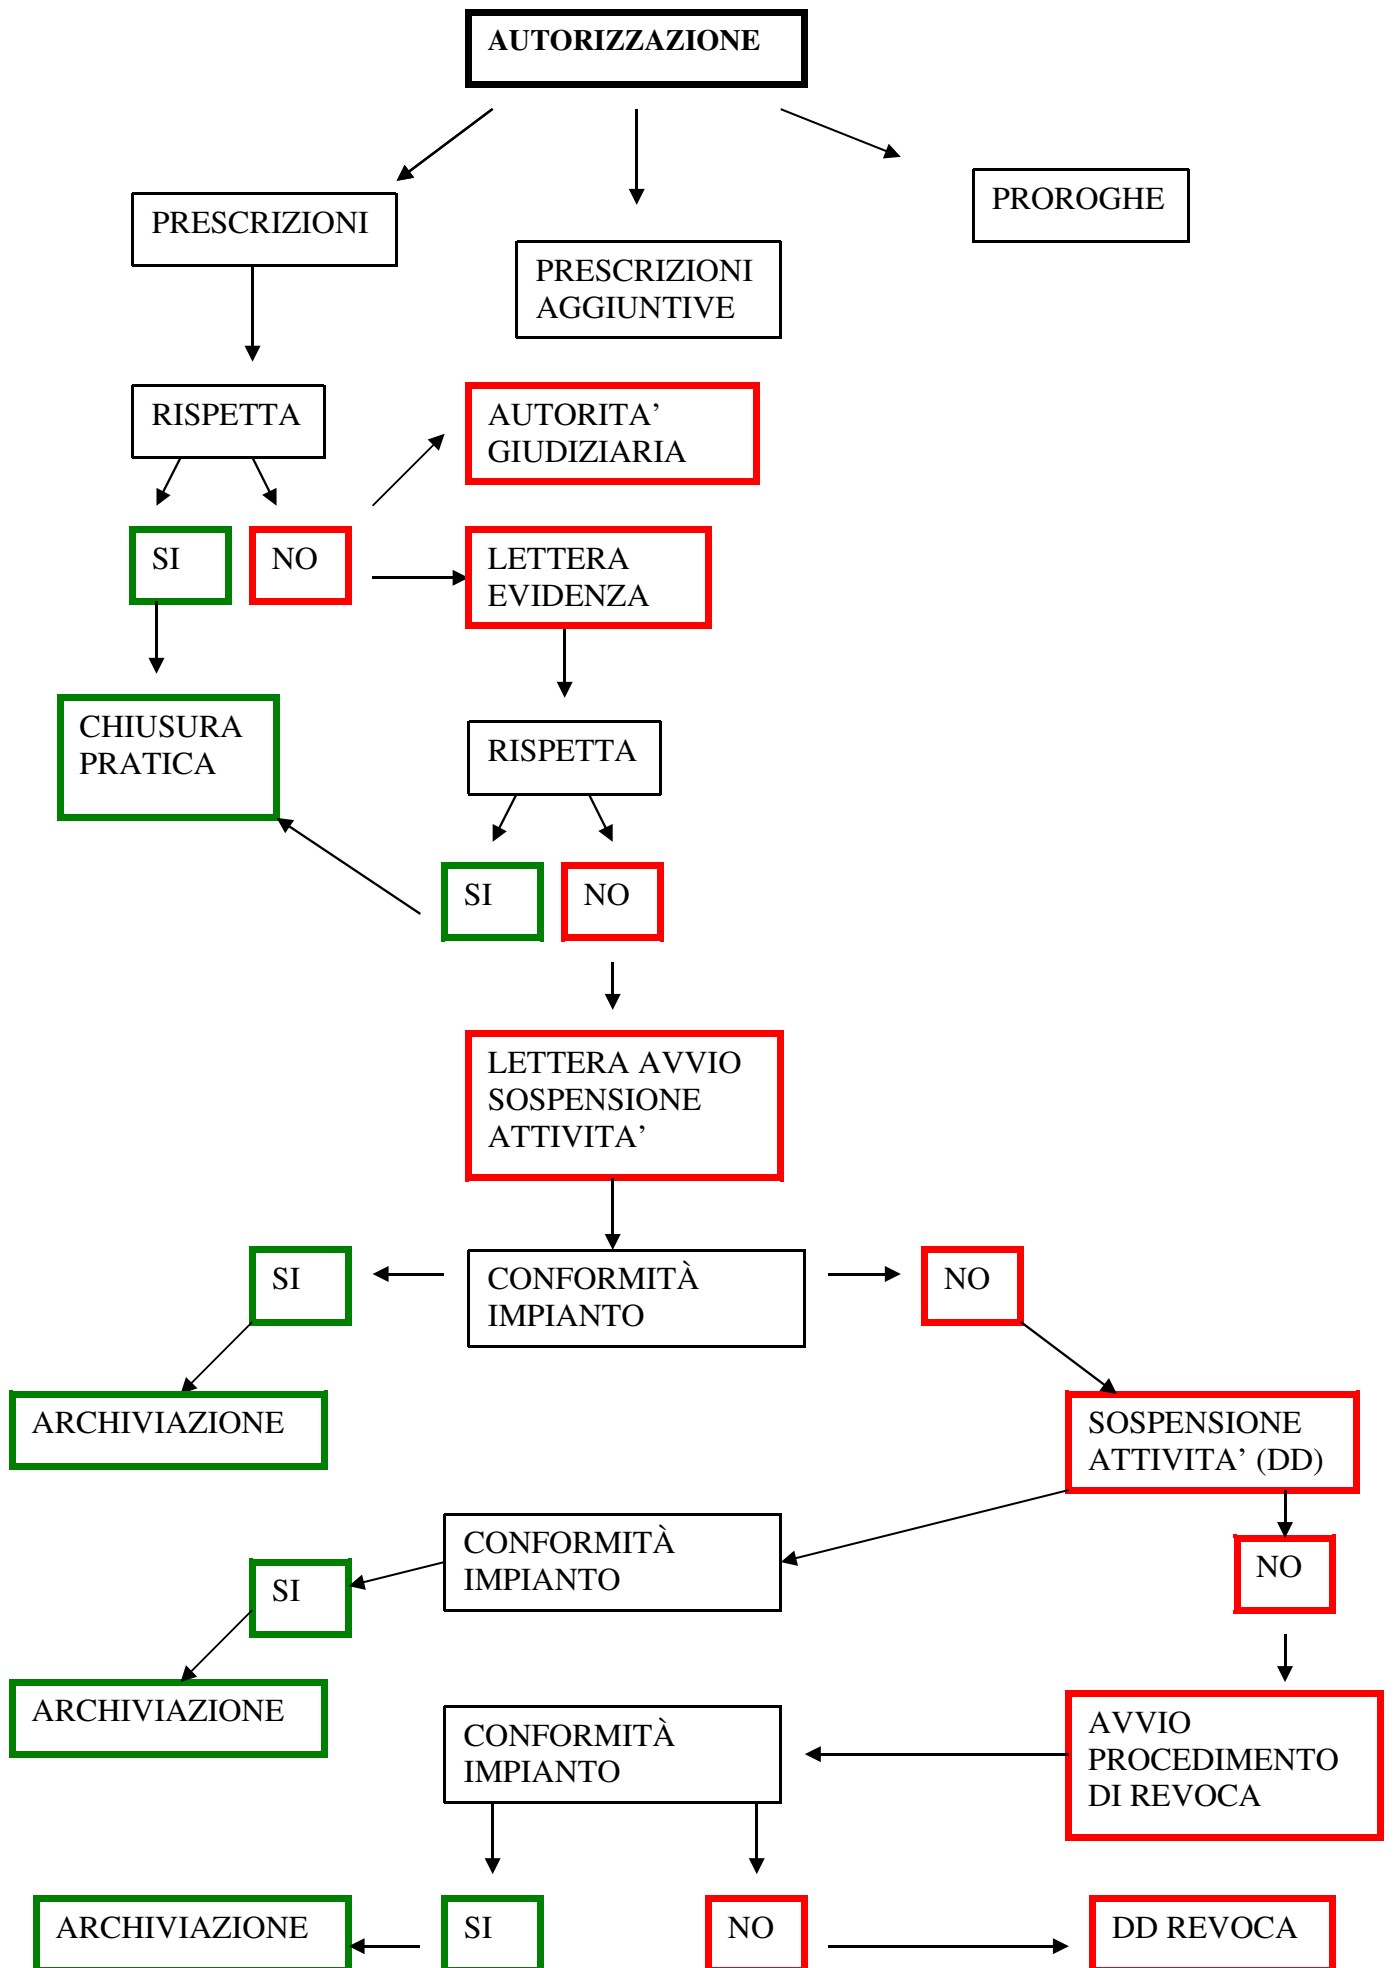 AUTORIZZAZIONE
PRESCRIZIONI
PROROGHE
PRESCRIZIONI
AGGIUNTIVE
RISPETTA
AUTORITA’
GIUDIZIARIA
SI
NO
LETTERA
EVIDENZA
CHIUSURA
PRATICA
RISPETTA
SI
NO
LETTERA AVVIO
SOSPENSIONE
ATTIVITA’
SI
CONFORMITÀ
IMPIANTO
NO
ARCHIVIAZIONE
SOSPENSIONE
ATTIVITA’ (DD)
CONFORMITÀ
IMPIANTO
SI
NO
ARCHIVIAZIONE
CONFORMITÀ
IMPIANTO
AVVIO
PROCEDIMENTO
DI REVOCA
ARCHIVIAZIONE
SI
NO
DD REVOCA